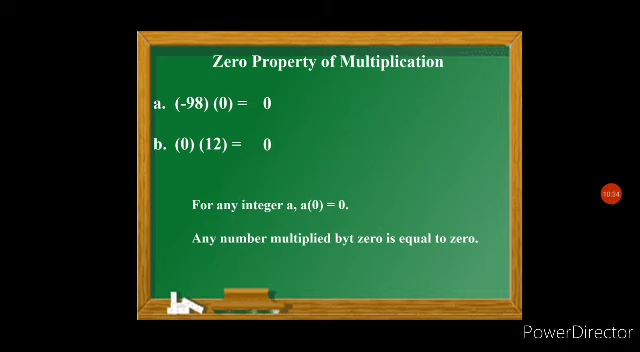 Zero Property of Multiplication
a. (-98) (0) = 0
b. (0) (12) = 0
For any integer a, a(0) = 0.
Any number multiplied byt zero is equal to zero.
10:34
PowerDirector